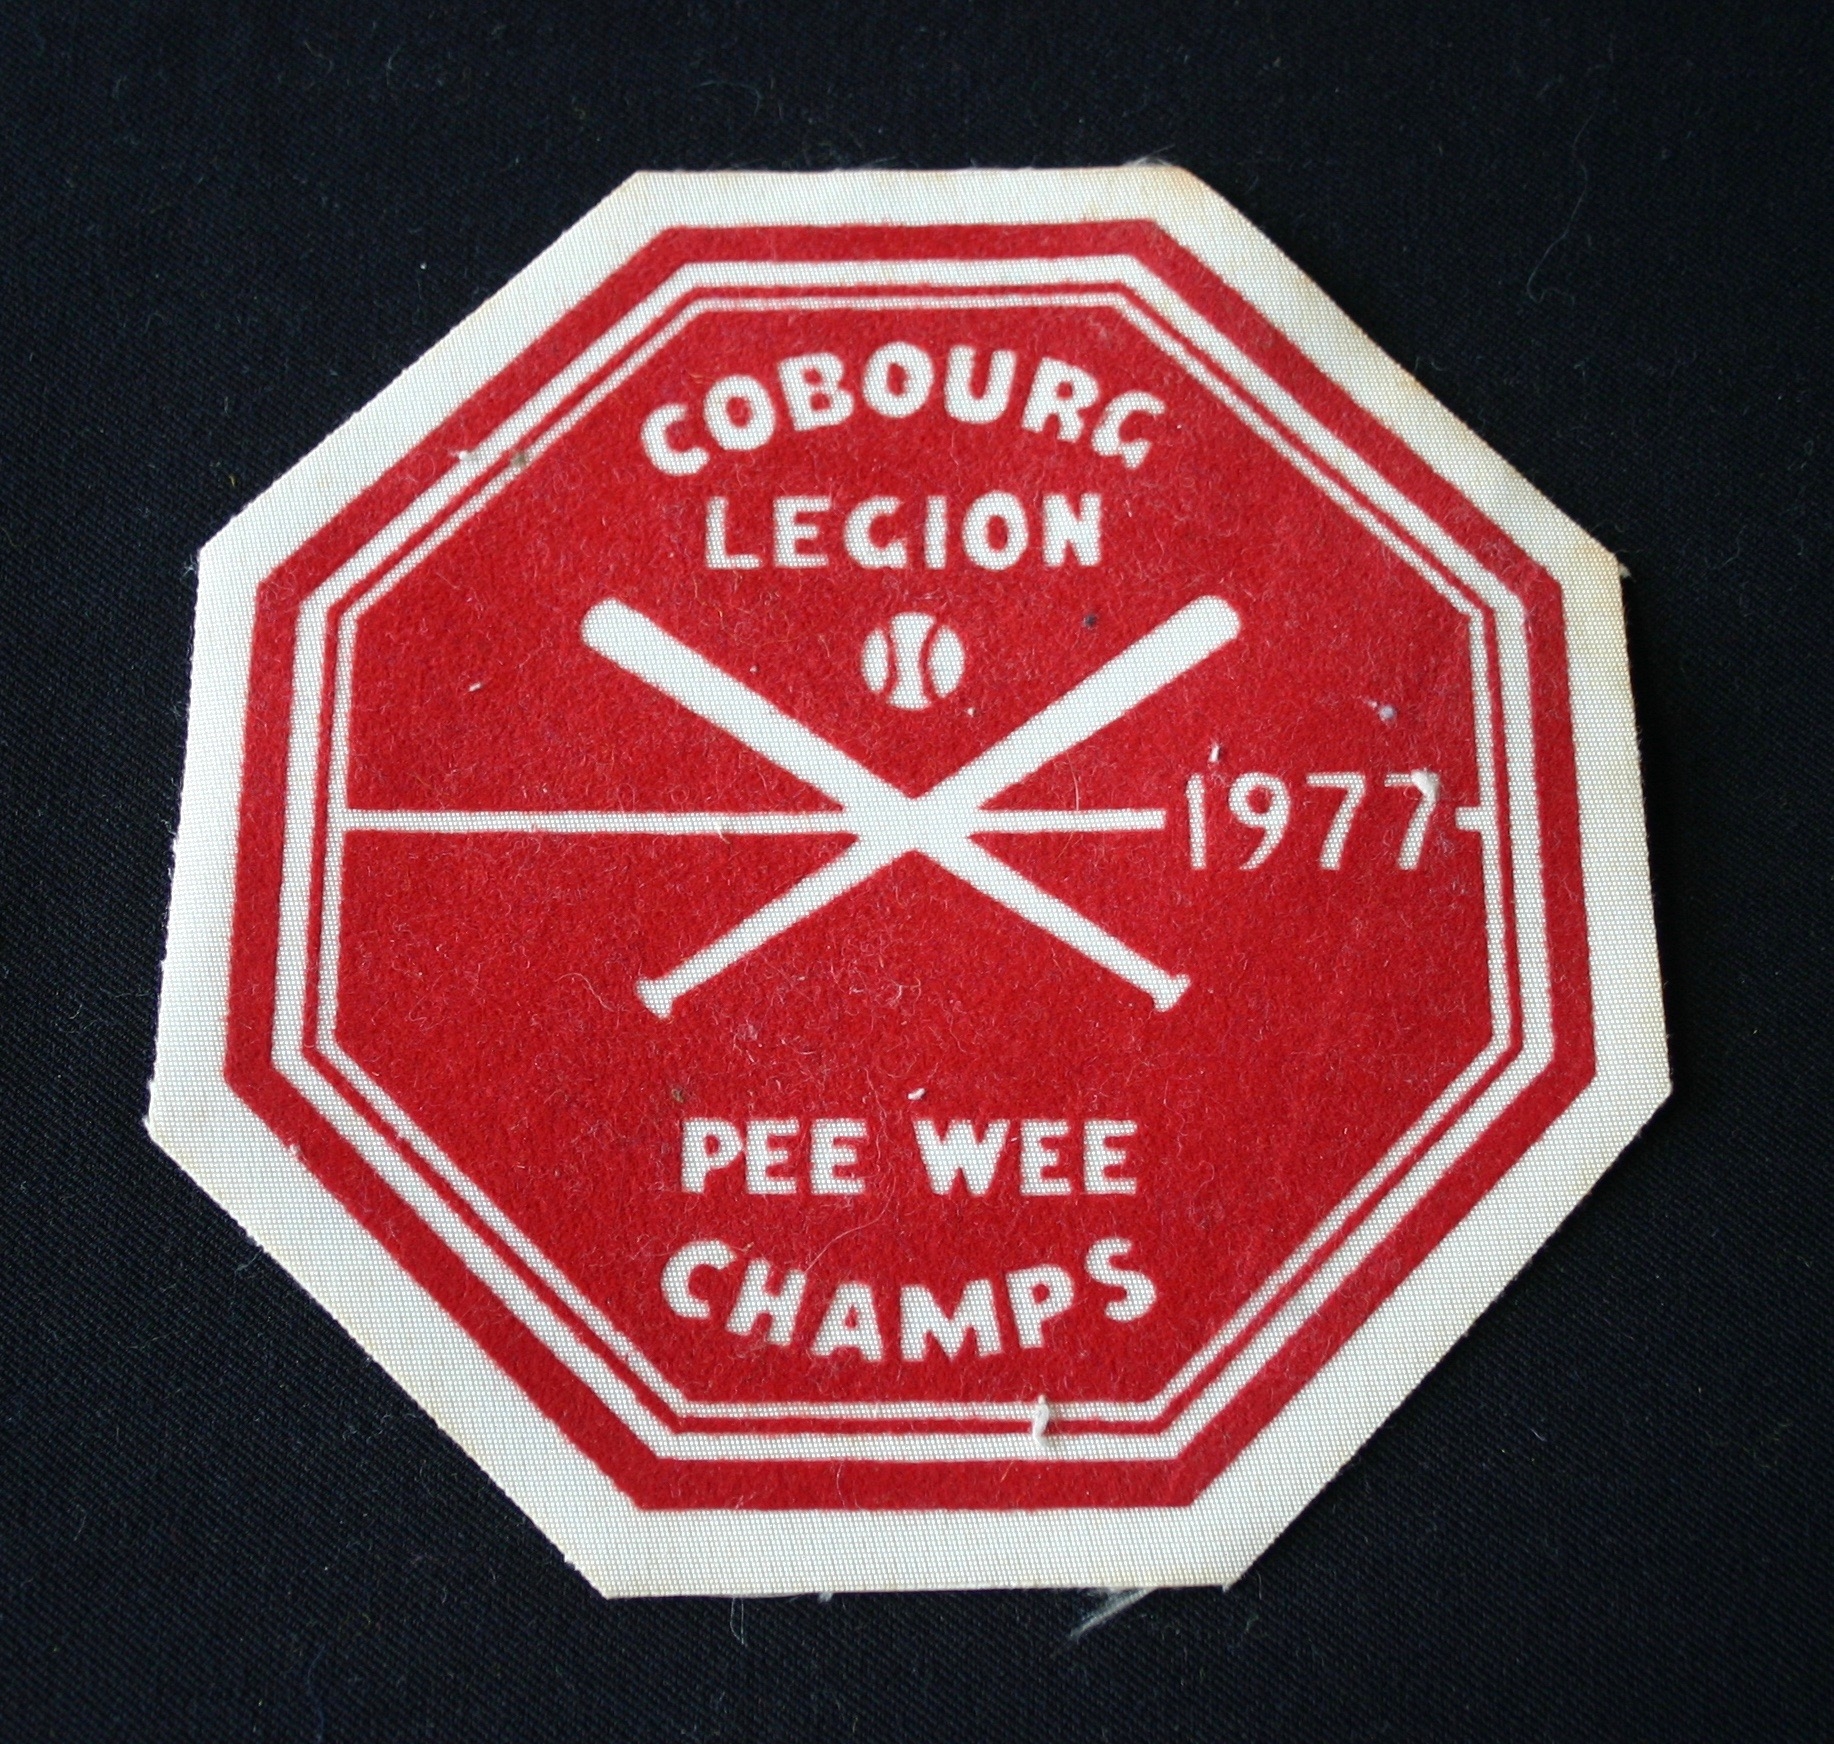 COBOURG
LEGION
1977
PEE WEE
CHAMPS